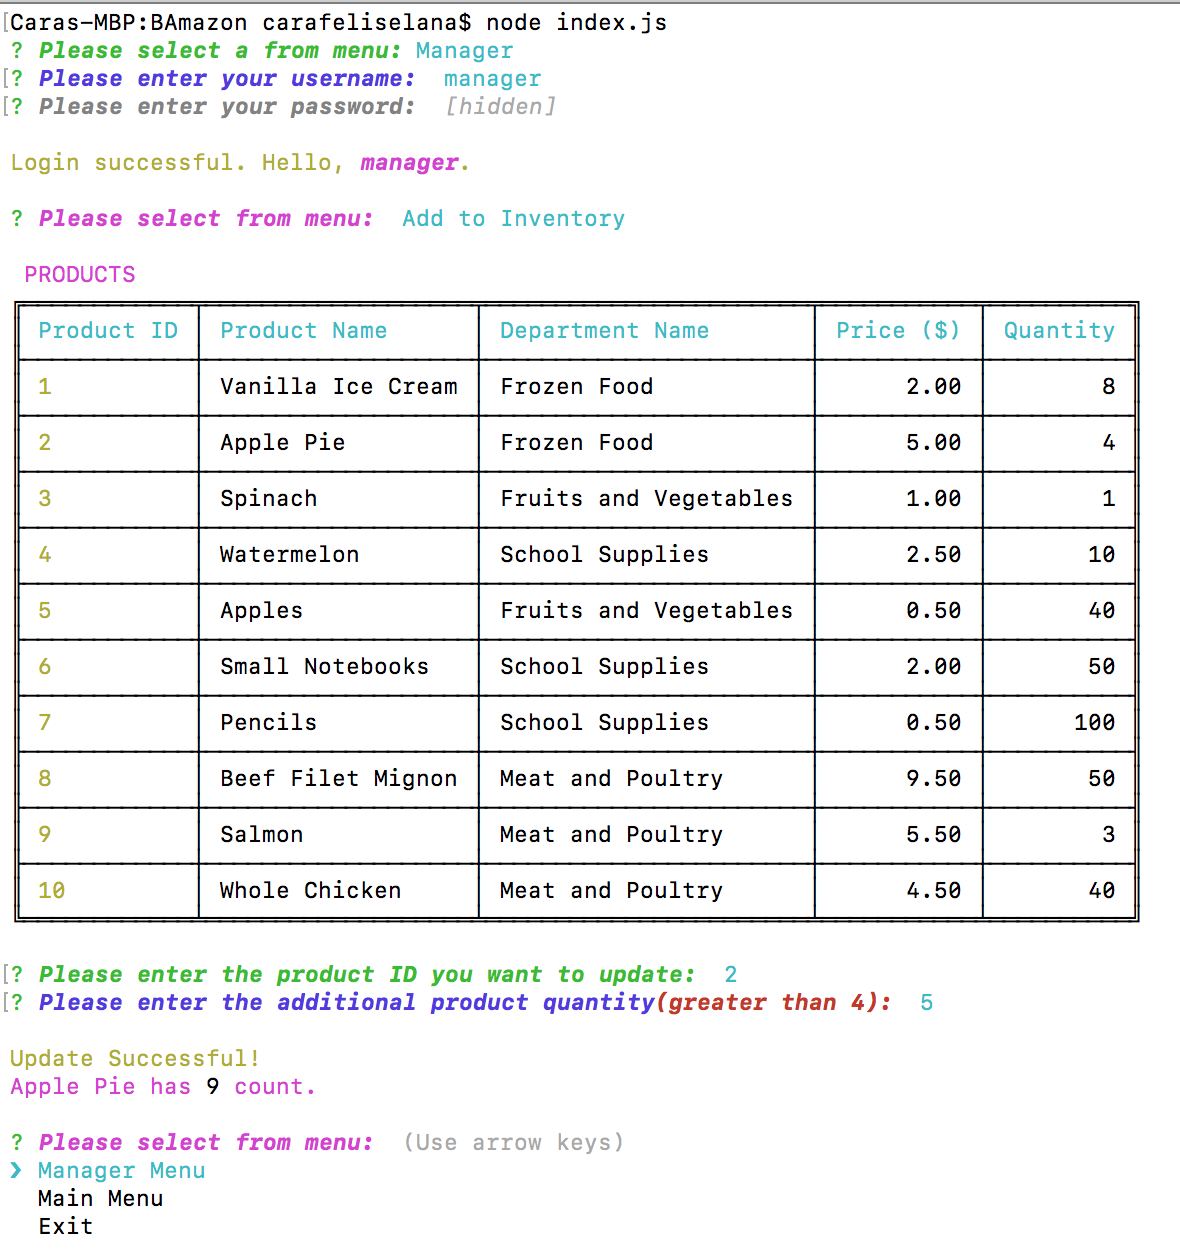 Caras-MBP:BAmazon carafeliselana$ node index.js
? Please select a from menu: Manager
? Please enter your username: manager
? Please enter your password: [hidden]
Login successful. Hello, manager.
? Please select from menu: Add to Inventory
PRODUCTS
Product ID Product Name Department Name Price ($) Quantity
1 Vanilla Ice Cream Frozen Food 2.00 8
2 Apple Pie Frozen Food 5.00 4
3 Spinach Fruits and Vegetables 1.00 1
4 Watermelon School Supplies 2.50 10
5 Apples Fruits and Vegetables 0.50 40
6 Small Notebooks School Supplies 2.00 50
7 Pencils School Supplies 0.50 100
8 Beef Filet Mignon Meat and Poultry 9.50 50
9 Salmon Meat and Poultry 5.50 3
10 Whole Chicken Meat and Poultry 4.50 40
? Please enter the product ID you want to update: 2
? Please enter the additional product quantity(greater than 4): 5
Update Successful!
Apple Pie has 9 count.
? Please select from menu: (Use arrow keys)
❯ Manager Menu
Main Menu
Exit